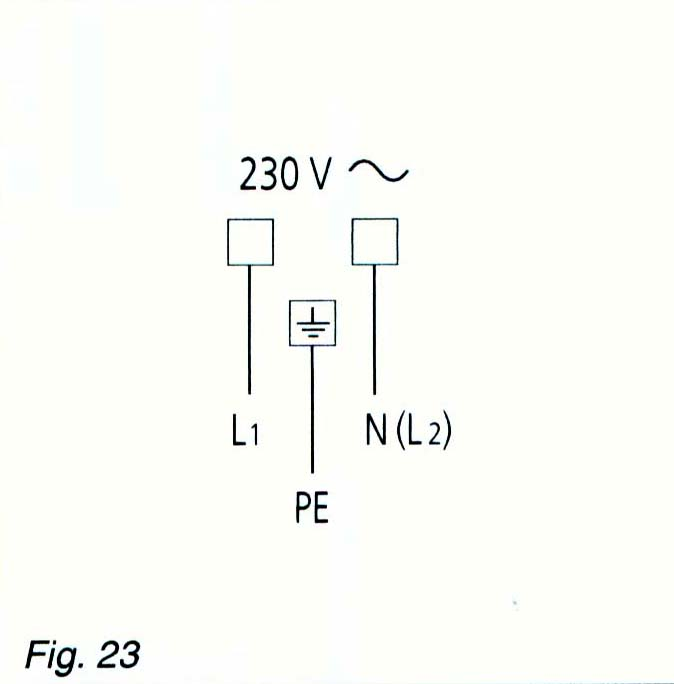 230 V ~
L1
N (L2)
PE
Fig. 23